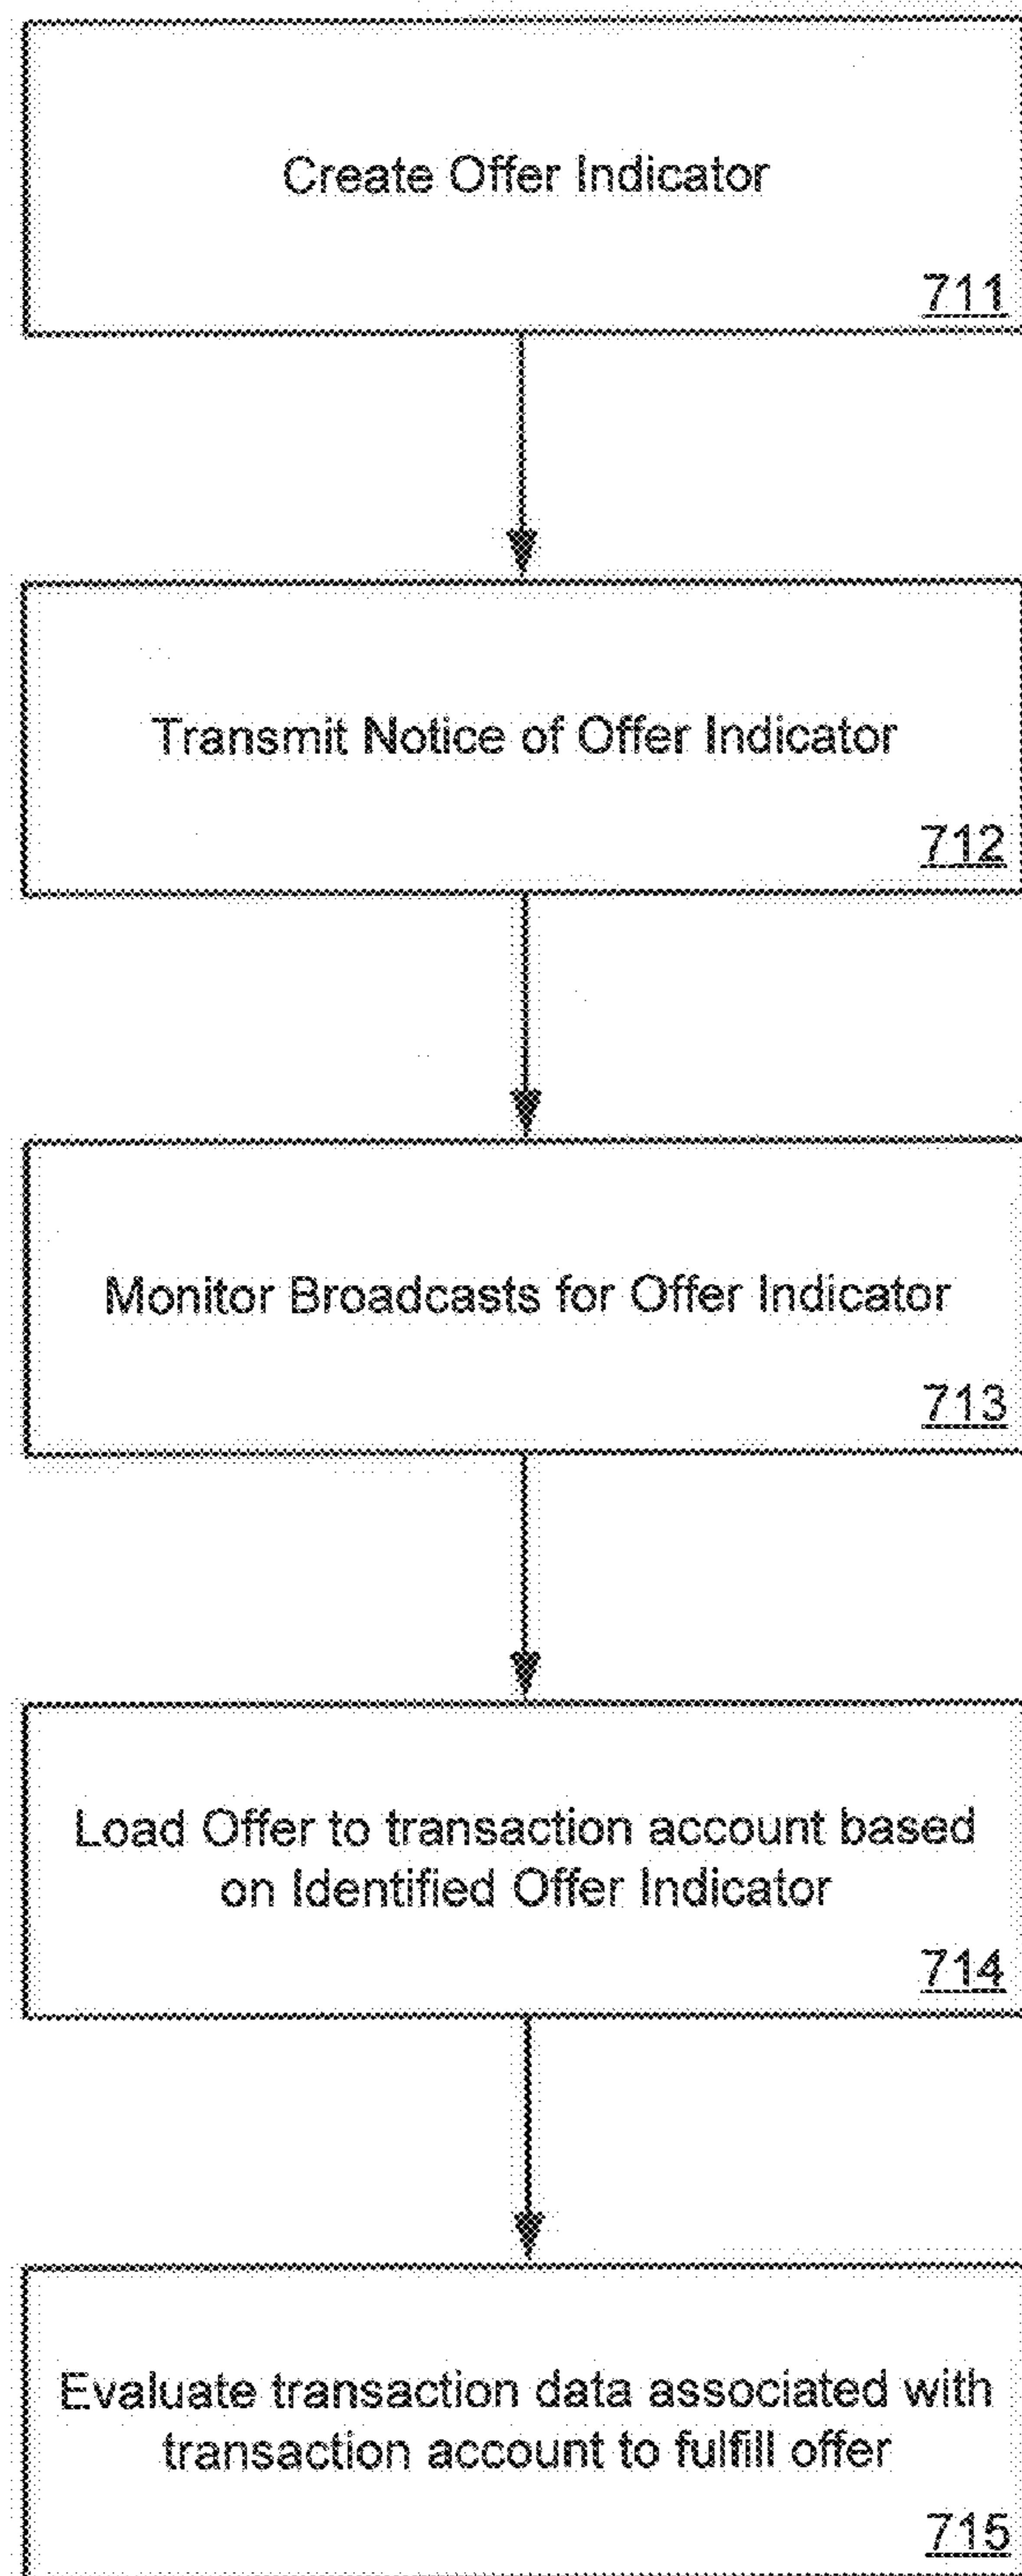 Create Offer Indicator
711
Transmit Notice of Offer Indicator
712
Monitor Broadcasts for Offer Indicator
713
Load Offer to transaction account based
on Identified Offer Indicator
714
Evaluate transaction data associated with
transaction account to fulfill offer
715